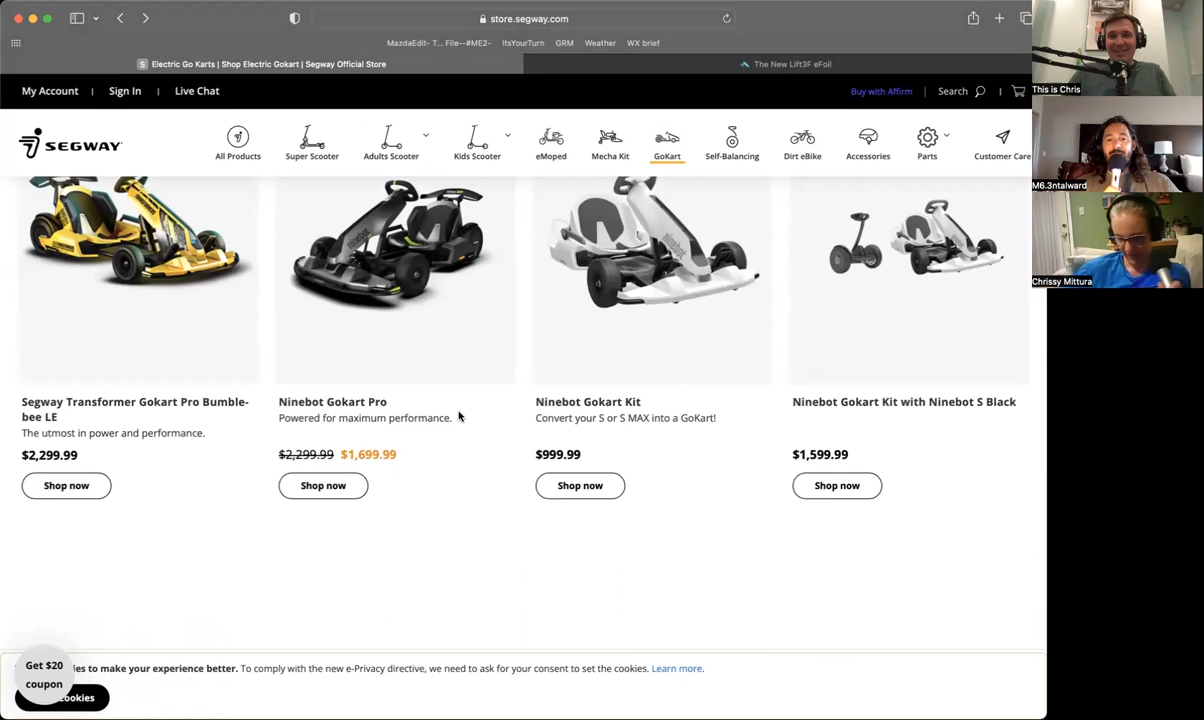 store.segway.com
MazdaEdit- T... File--#ME2- ItsYourTurn GRM Weather WX brief
S Electric Go Karts | Shop Electric Gokart | Segway Official Store
The New Lift3F eFoil
My Account | Sign In | Live Chat
Buy with Affirm | Search |
SEGWAY
All Products Super Scooter Adults Scooter Kids Scooter eMoped Mecha Kit GoKart Self-Balancing Dirt eBike Accessories Parts Customer Care
This is Chris
M6.3ntalward
Chrissy Mittura
ninebot
ninebot
Segway Transformer Gokart Pro Bumble-
bee LE
The utmost in power and performance.
$2,299.99
Shop now
Ninebot Gokart Pro
Powered for maximum performance.
$2,299.99 $1,699.99
Shop now
Ninebot Gokart Kit
Convert your S or S MAX into a GoKart!
$999.99
Shop now
Ninebot Gokart Kit with Ninebot S Black
$1,599.99
Shop now
ies to make your experience better. To comply with the new e-Privacy directive, we need to ask for your consent to set the cookies. Learn more.
Get $20
coupon
ookies